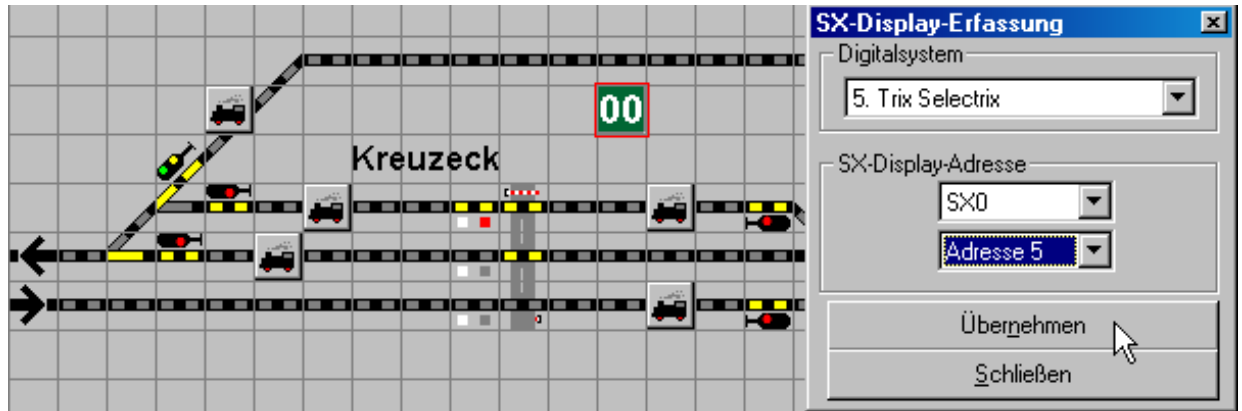 00
Kreuzeck
SX-Display-Erfassung
Digitalsystem
5. Trix Selectrix
SX-Display-Adresse
SX0
Adresse 5
Übernehmen
Schließen